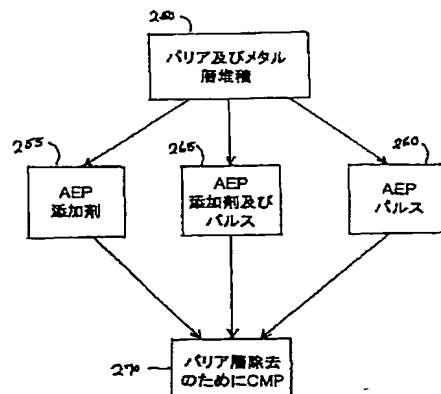 250
バリア及びメタル
層堆積
255
AEP
添加剤
265
AEP
添加剤及び
パルス
260
AEP
パルス
270
バリア層除去
のためにCMP